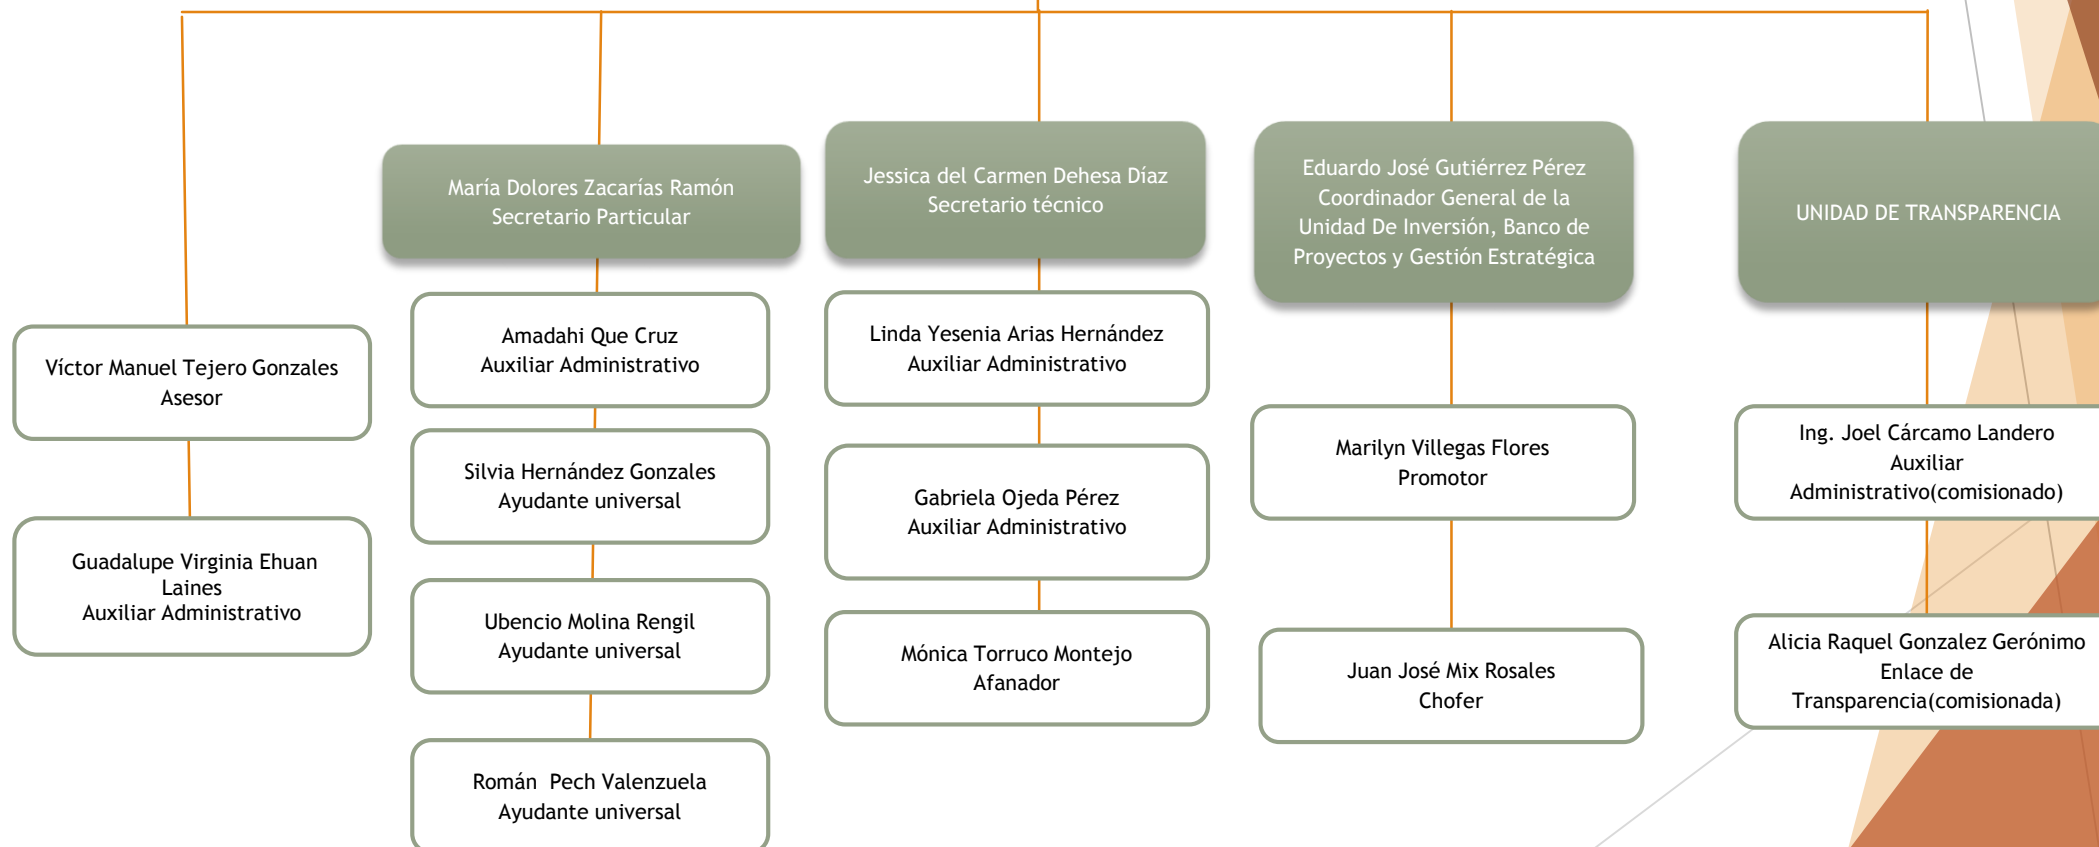 Víctor Manuel Tejero Gonzales
Asesor
Guadalupe Virginia Ehuan
Laines
Auxiliar Administrativo
María Dolores Zacarías Ramón
Secretario Particular
Amadahi Que Cruz
Auxiliar Administrativo
Silvia Hernández Gonzales
Ayudante universal
Ubencio Molina Rengil
Ayudante universal
Román  Pech Valenzuela
Ayudante universal
Jessica del Carmen Dehesa Díaz
Secretario técnico
Linda Yesenia Arias Hernández
Auxiliar Administrativo
Gabriela Ojeda Pérez
Auxiliar Administrativo
Mónica Torruco Montejo
Afanador
Eduardo José Gutiérrez Pérez
Coordinador General de la
Unidad De Inversión, Banco de
Proyectos y Gestión Estratégica
Marilyn Villegas Flores
Promotor
Juan José Mix Rosales
Chofer
UNIDAD DE TRANSPARENCIA
Ing. Joel Cárcamo Landero
Auxiliar
Administrativo(comisionado)
Alicia Raquel Gonzalez Gerónimo
Enlace de
Transparencia(comisionada)